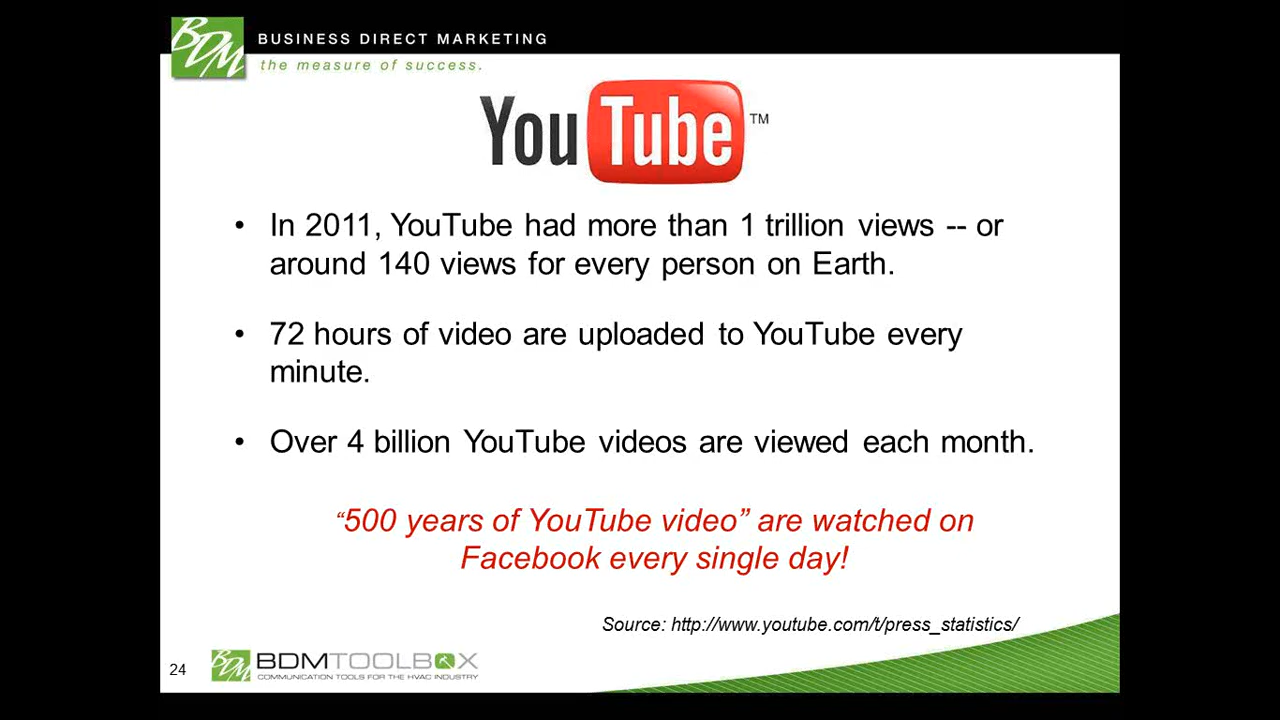 BDM BUSINESS DIRECT MARKETING
the measure of success.
YouTube™
• In 2011, YouTube had more than 1 trillion views -- or
around 140 views for every person on Earth.
• 72 hours of video are uploaded to YouTube every
minute.
• Over 4 billion YouTube videos are viewed each month.
“500 years of YouTube video” are watched on
Facebook every single day!
Source: http://www.youtube.com/t/press_statistics/
24 BDM BDMTOOLBOX
COMMUNICATION TOOLS FOR THE HVAC INDUSTRY